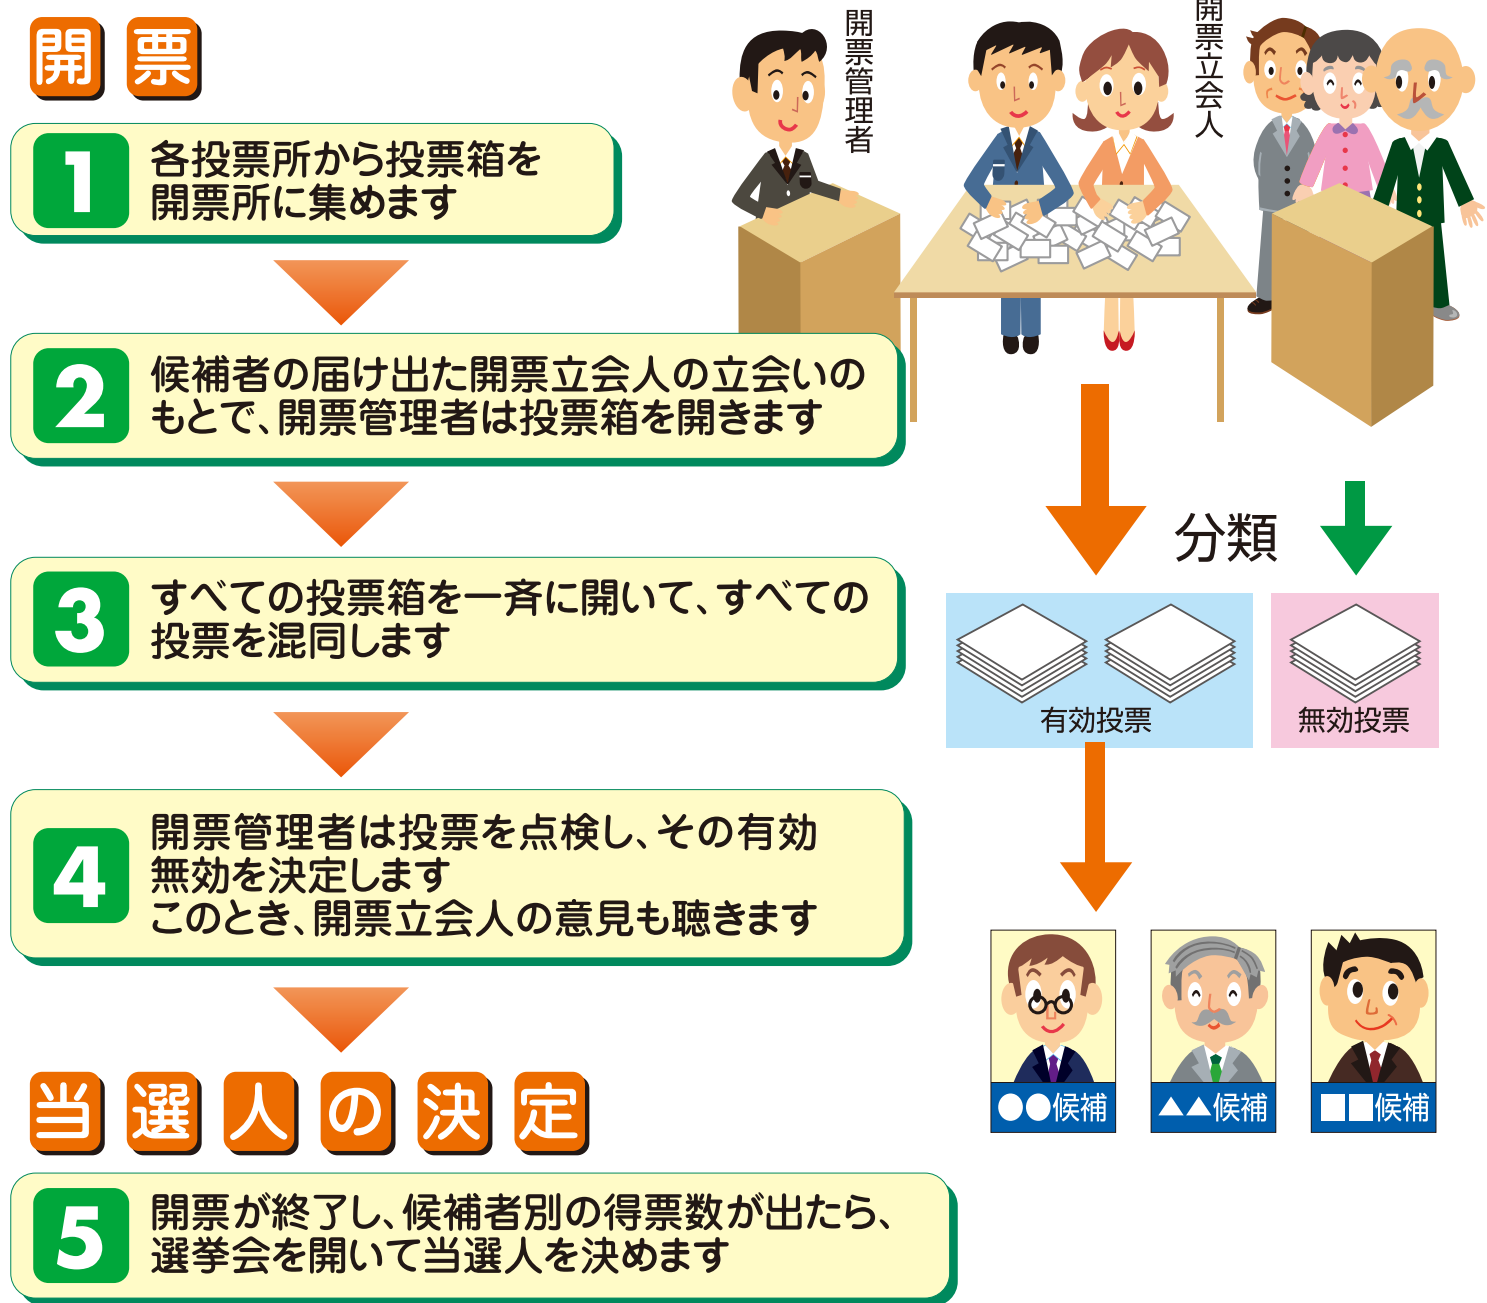 開票
1
各投票所から投票箱を
開票所に集めます
2
候補者の届け出た開票立会人の立会いの
もとで、開票管理者は投票箱を開きます
3
すべての投票箱を一斉に開いて、すべての
投票を混同します
4
開票管理者は投票を点検し、その有効
無効を決定します
このとき、開票立会人の意見も聴きます
当選人の決定
5
開票が終了し、候補者別の得票数が出たら、
選挙会を開いて当選人を決めます
開票管理者
開票立会人
分類
有効投票
無効投票
●●候補
▲▲候補
■■候補